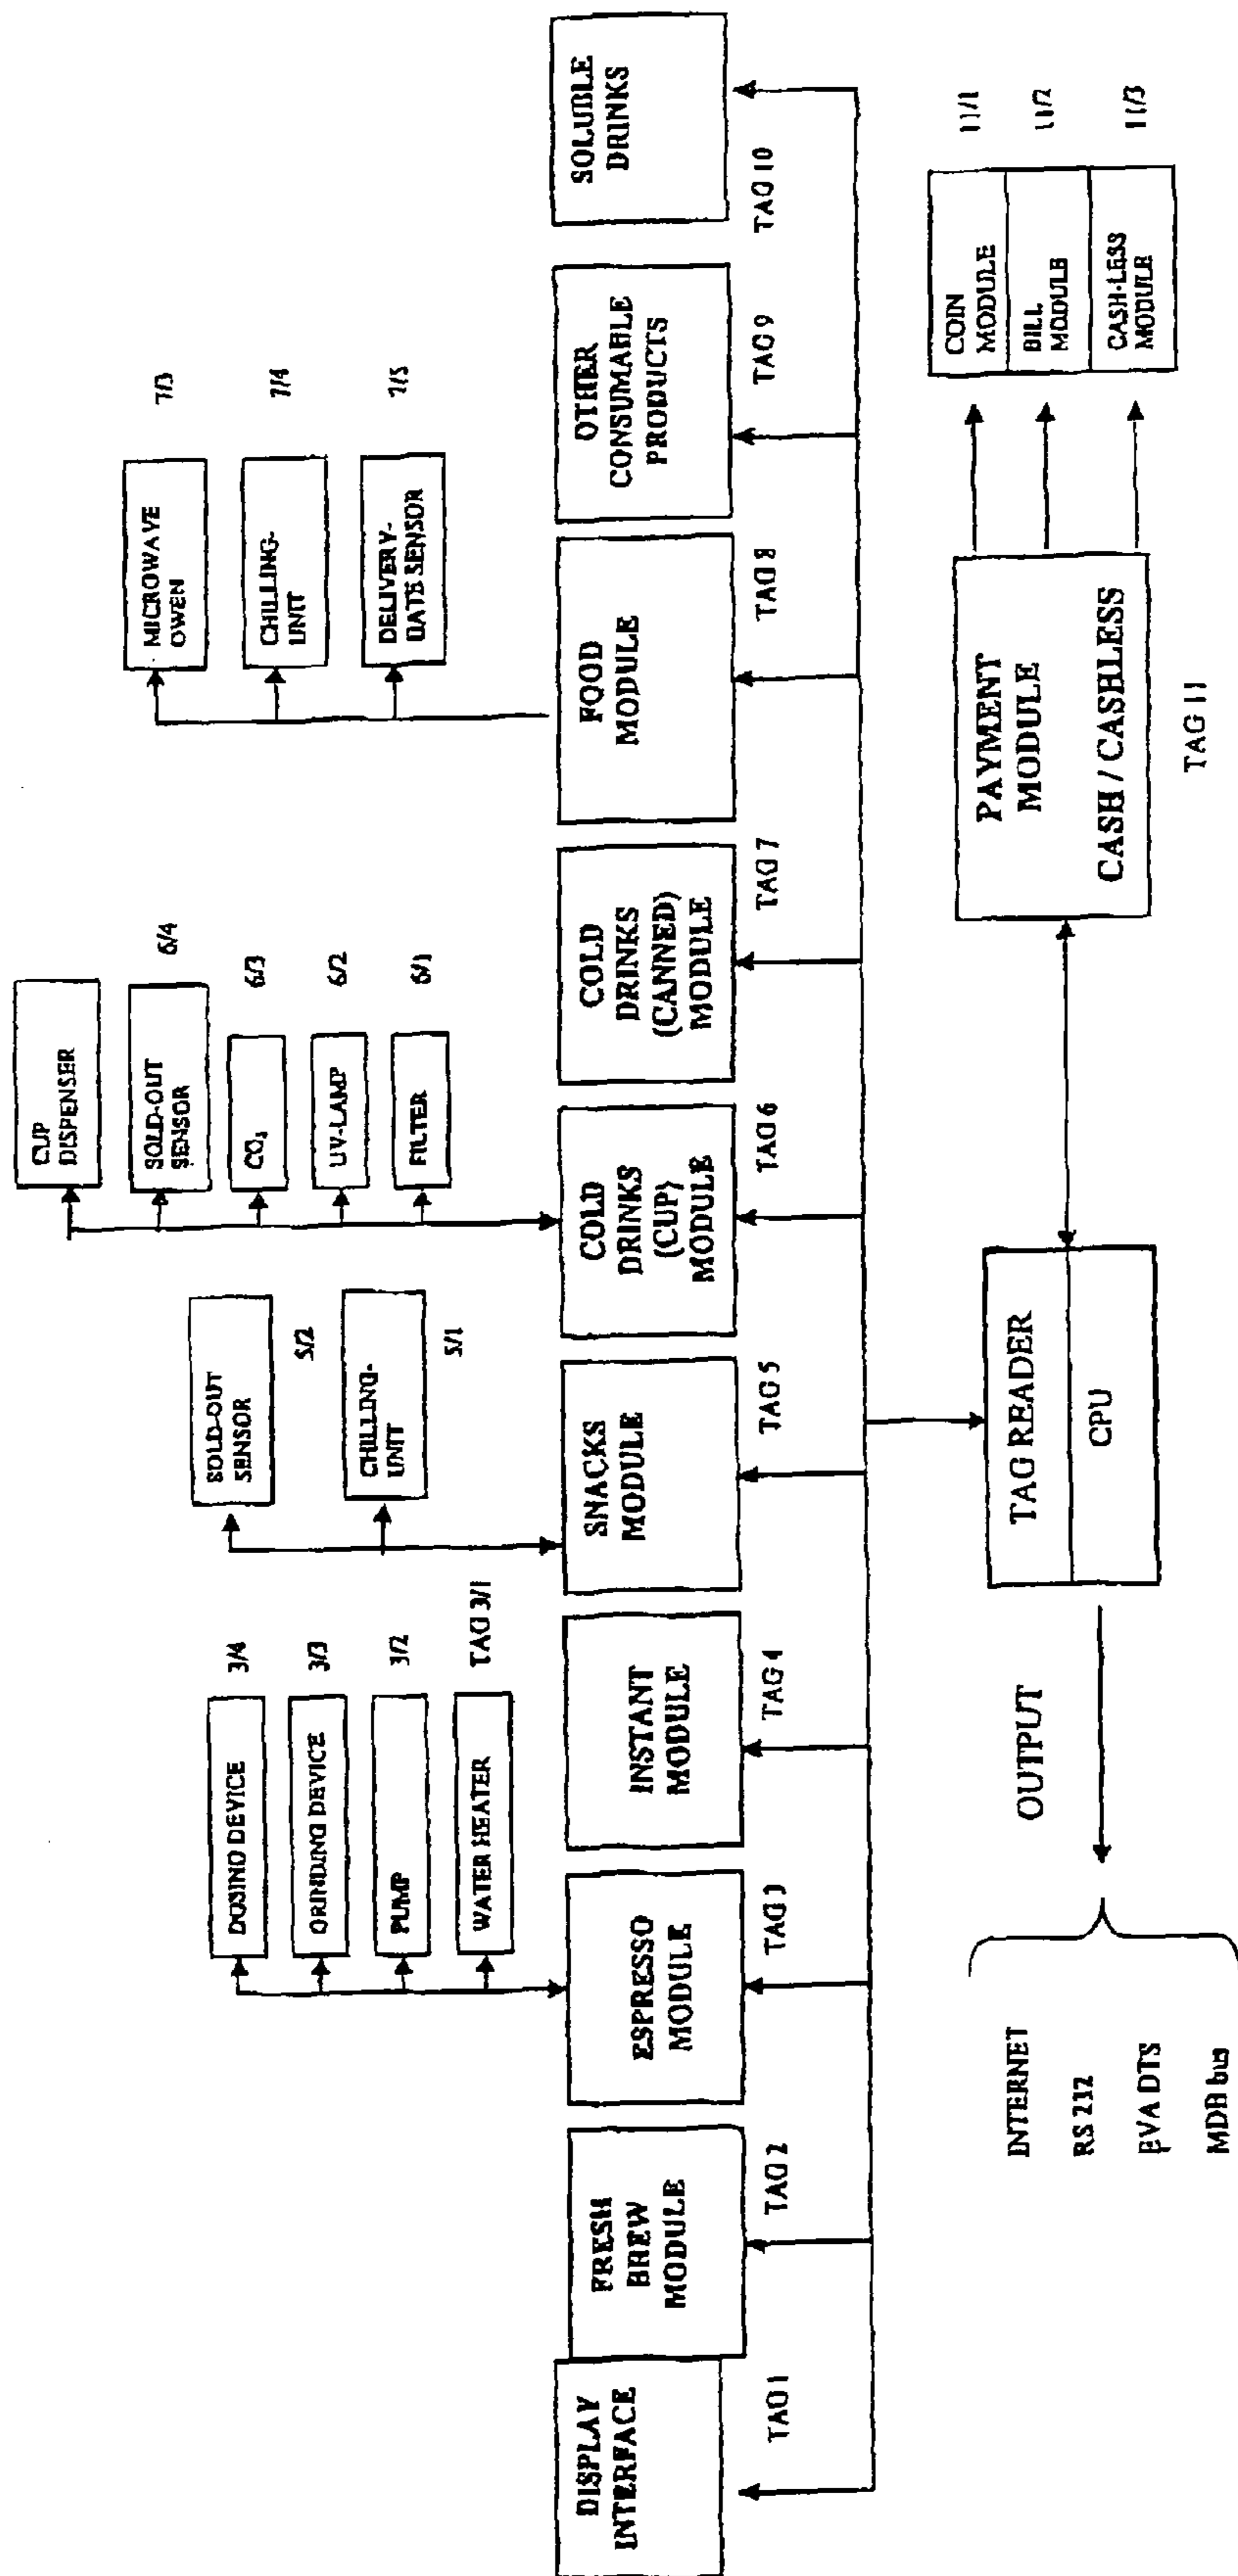 CUP
DISPENSER
SOLD-OUT
SENSOR
6/4
CO₂
6/3
UV-LAMP
6/2
FILTER
6/1
MICROWAVE
OWEN
7/3
CHILLING-
UNIT
7/4
DELIVERY-
DATE SENSOR
7/5
DOSING DEVICE
3/4
GRINDING DEVICE
3/3
PUMP
3/2
WATER HEATER
TAG 3/1
SOLD-OUT
SENSOR
5/2
CHILLING-
UNIT
5/1
DISPLAY
INTERFACE
FRESH
BREW
MODULE
ESPRESSO
MODULE
INSTANT
MODULE
SNACKS
MODULE
COLD
DRINKS
(CUP)
MODULE
COLD
DRINKS
(CANNED)
MODULE
FOOD
MODULE
OTHER
CONSUMABLE
PRODUCTS
SOLUBLE
DRINKS
TAG 1
TAG 2
TAG 3
TAG 4
TAG 5
TAG 6
TAG 7
TAG 8
TAG 9
TAG 10
INTERNET
RS 232
EVA DTS
MDB bus
OUTPUT
TAG READER
CPU
PAYMENT
MODULE
CASH / CASHLESS
TAG 11
COIN
MODULE
11/1
BILL
MODULE
11/2
CASH-LESS
MODULE
11/3